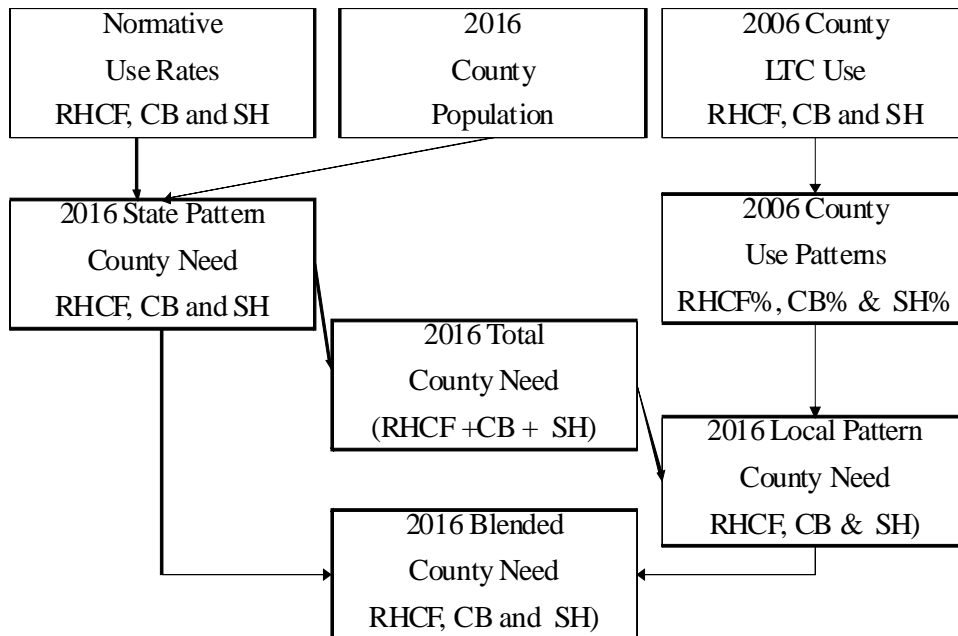 Normative
Use Rates
RHCF, CB and SH
2016
County
Population
2006 County
LTC Use
RHCF, CB and SH
2016 State Pattern
County Need
RHCF, CB and SH
2006 County
Use Patterns
RHCF%, CB% & SH%
2016 Total
County Need
(RHCF +CB + SH)
2016 Local Pattern
County Need
RHCF, CB & SH)
2016 Blended
County Need
RHCF, CB and SH)